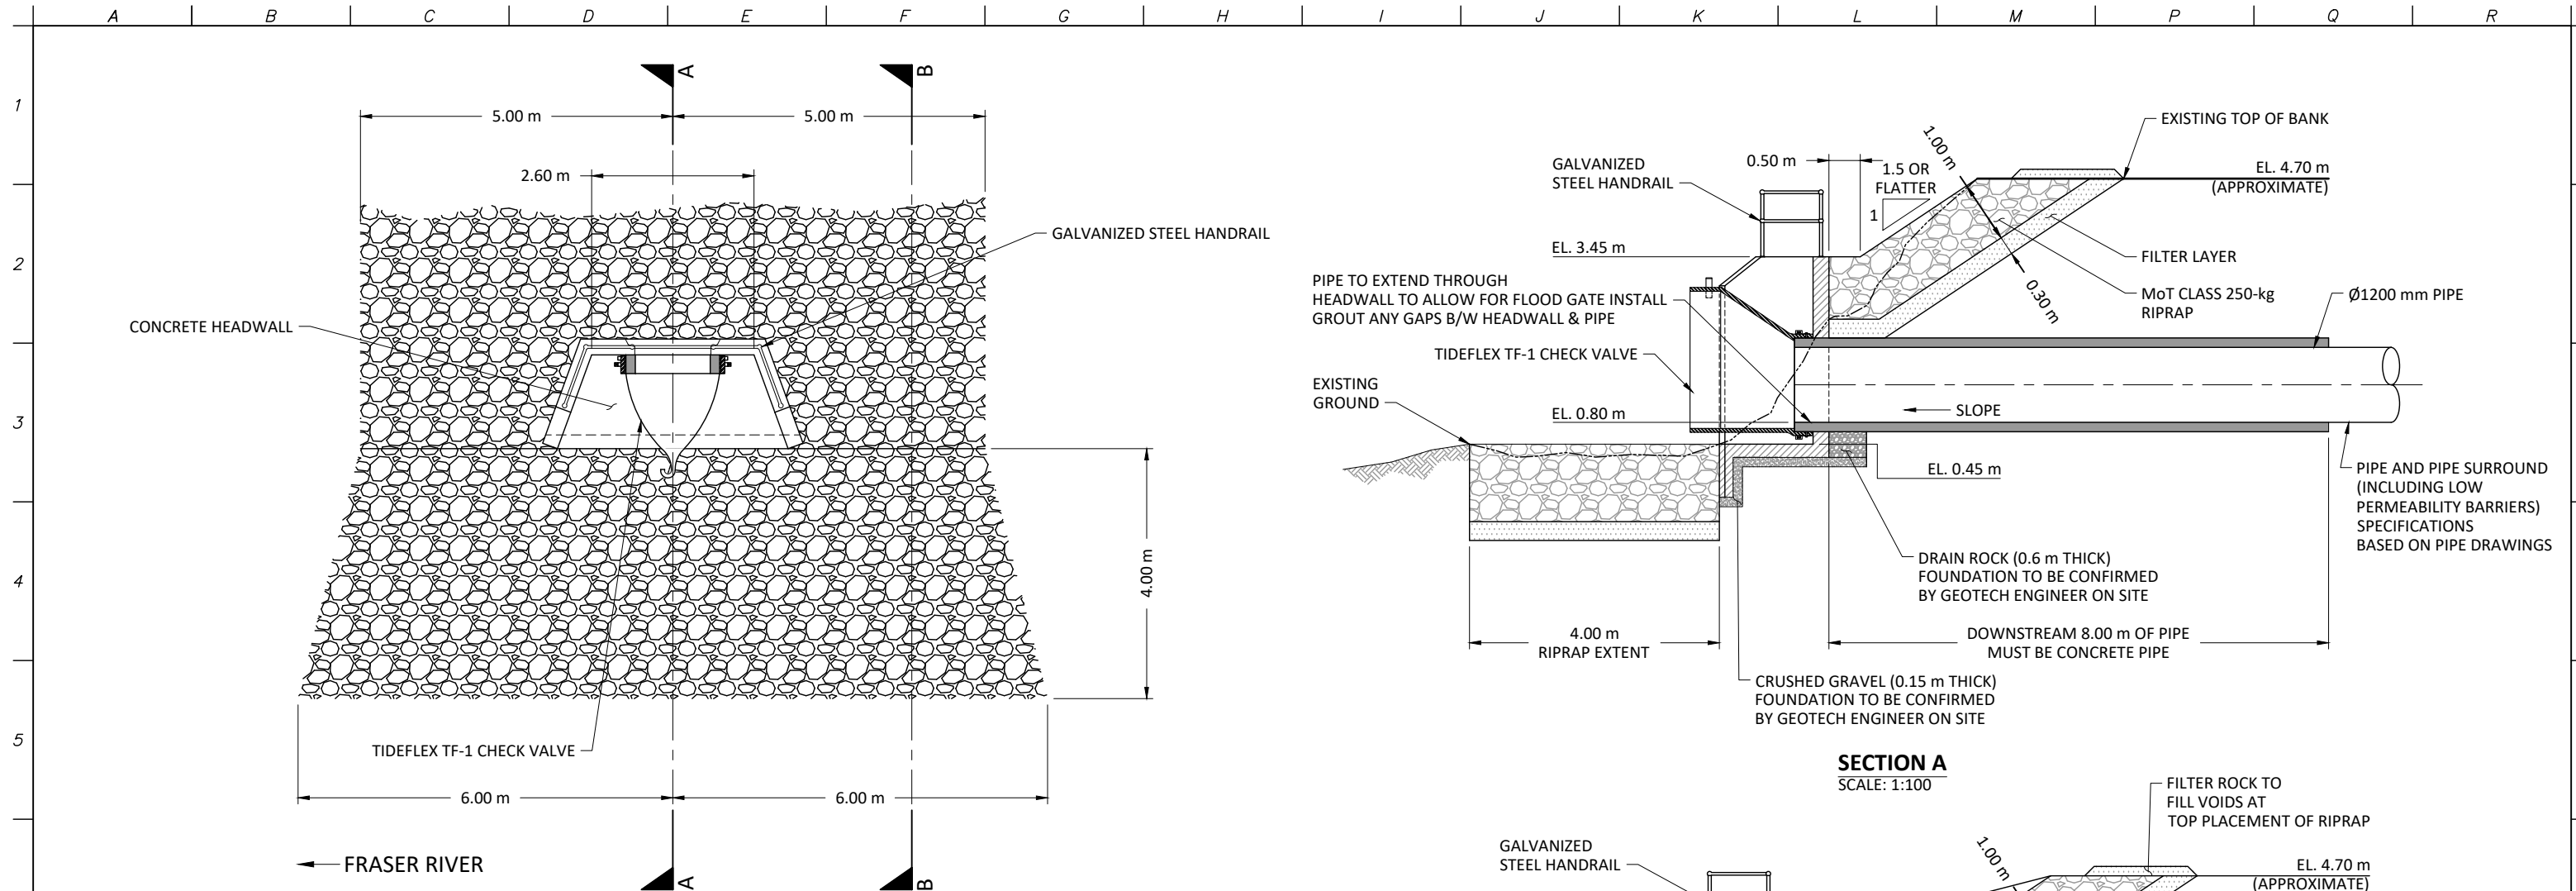 A B C D E F G H I J K L M N P Q R
1
2
3
4
5
A
B
5.00 m
5.00 m
2.60 m
GALVANIZED STEEL HANDRAIL
CONCRETE HEADWALL
4.00 m
TIDEFLEX TF-1 CHECK VALVE
6.00 m
6.00 m
FRASER RIVER
A
B
EXISTING TOP OF BANK
1.00 m
GALVANIZED
STEEL HANDRAIL
0.50 m
1.5 OR
FLATTER
1
EL. 4.70 m
(APPROXIMATE)
EL. 3.45 m
FILTER LAYER
PIPE TO EXTEND THROUGH
HEADWALL TO ALLOW FOR FLOOD GATE INSTALL
GROUT ANY GAPS B/W HEADWALL & PIPE
0.30 m
MoT CLASS 250-kg
RIPRAP
Ø1200 mm PIPE
TIDEFLEX TF-1 CHECK VALVE
EXISTING
GROUND
EL. 0.80 m
SLOPE
EL. 0.45 m
PIPE AND PIPE SURROUND
(INCLUDING LOW
PERMEABILITY BARRIERS)
SPECIFICATIONS
BASED ON PIPE DRAWINGS
DRAIN ROCK (0.6 m THICK)
FOUNDATION TO BE CONFIRMED
BY GEOTECH ENGINEER ON SITE
4.00 m
RIPRAP EXTENT
DOWNSTREAM 8.00 m OF PIPE
MUST BE CONCRETE PIPE
CRUSHED GRAVEL (0.15 m THICK)
FOUNDATION TO BE CONFIRMED
BY GEOTECH ENGINEER ON SITE
SECTION A
SCALE: 1:100
FILTER ROCK TO
FILL VOIDS AT
TOP PLACEMENT OF RIPRAP
GALVANIZED
STEEL HANDRAIL
1.00 m
EL. 4.70 m
(APPROXIMATE)